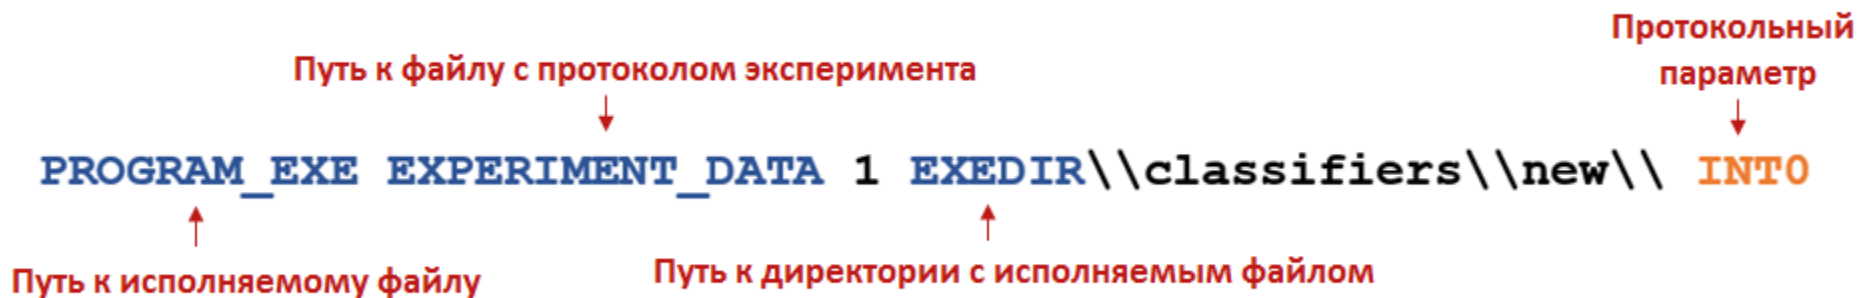 Протокольный
параметр
Путь к файлу с протоколом эксперимента
PROGRAM_EXE EXPERIMENT_DATA 1 EXEDIR\\classifiers\\new\\ INT0
Путь к исполняемому файлу
Путь к директории с исполняемым файлом